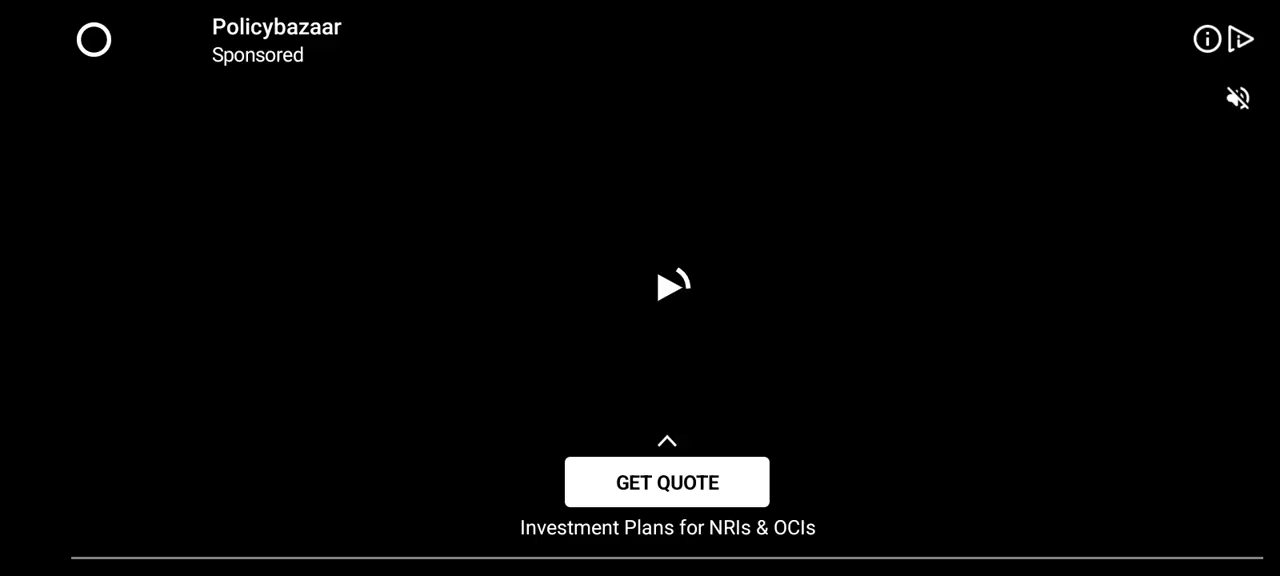 Policybazaar
Sponsored
GET QUOTE
Investment Plans for NRIs & OCIs